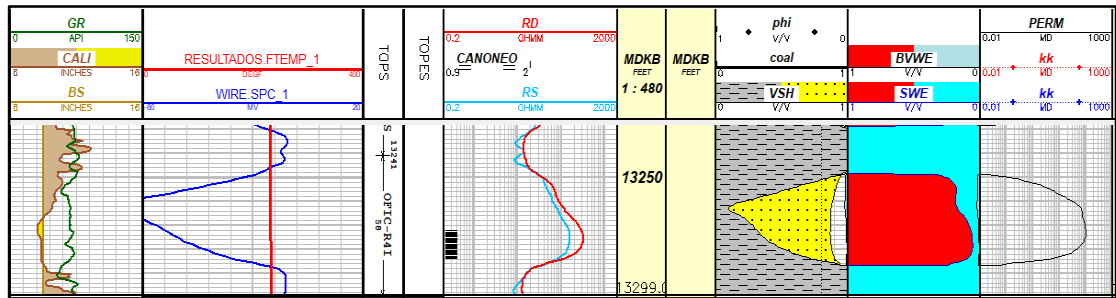 GR
0 API 150
CALI
6 INCHES 16
BS
6 INCHES 16
RESULTADOS.FTEMP_1
0 DEGF 400
WIRE.SPC_1
-80 MV 20
TOPS
TOPES
RD
0.2 OHMM 2000
CANONEO
0.9 2
RS
0.2 OHMM 2000
MDKB
FEET
1 : 480
MDKB
FEET
phi
1 V/V 0
coal
0 1
VSH
0 V/V 1
BVWE
1 V/V 0
SWE
1 V/V 0
PERM
0.01 MD 1000
kk
0.01 MD 1000
kk
0.01 MD 1000
S 13241
OFIC-R4I
58
13250
13299.0